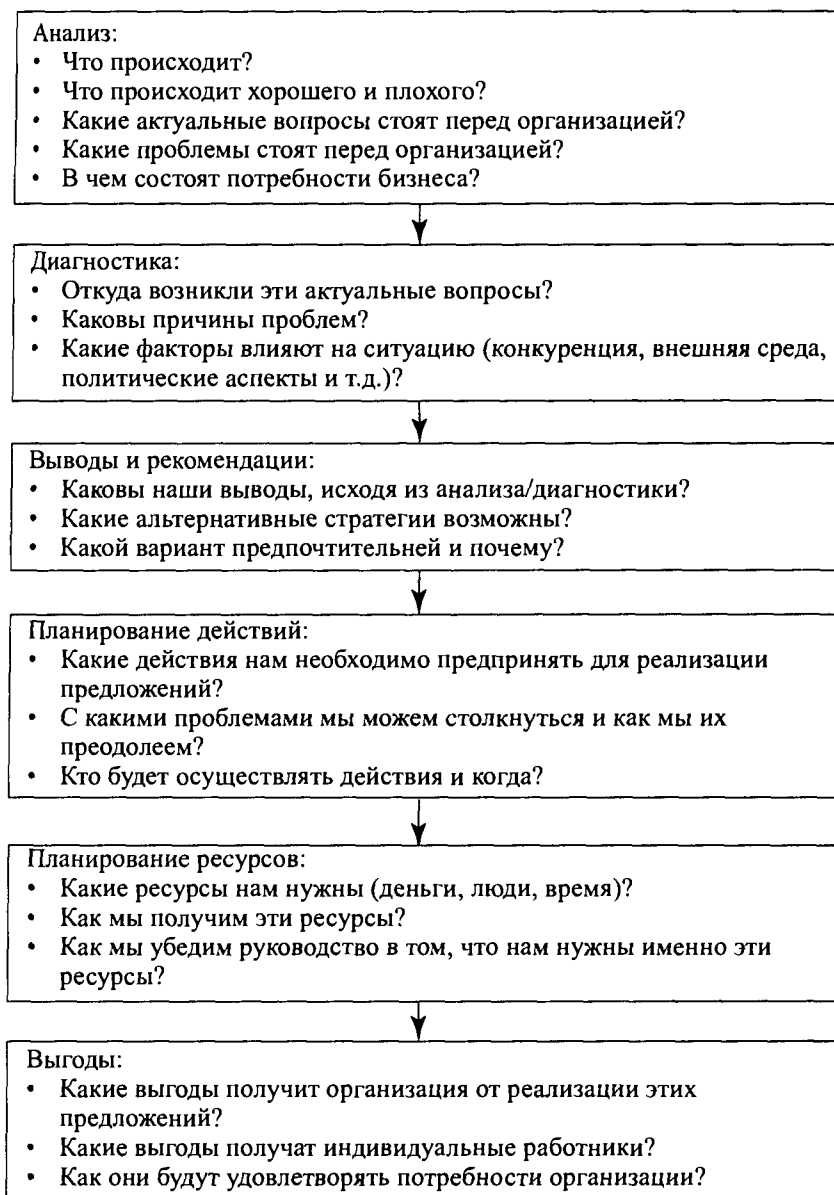 Анализ:
• Что происходит?
• Что происходит хорошего и плохого?
• Какие актуальные вопросы стоят перед организацией?
• Какие проблемы стоят перед организацией?
• В чем состоят потребности бизнеса?
Диагностика:
• Откуда возникли эти актуальные вопросы?
• Каковы причины проблем?
• Какие факторы влияют на ситуацию (конкуренция, внешняя среда,
политические аспекты и т.д.)?
Выводы и рекомендации:
• Каковы наши выводы, исходя из анализа/диагностики?
• Какие альтернативные стратегии возможны?
• Какой вариант предпочтительней и почему?
Планирование действий:
• Какие действия нам необходимо предпринять для реализации
предложений?
• С какими проблемами мы можем столкнуться и как мы их
преодолеем?
• Кто будет осуществлять действия и когда?
Планирование ресурсов:
• Какие ресурсы нам нужны (деньги, люди, время)?
• Как мы получим эти ресурсы?
• Как мы убедим руководство в том, что нам нужны именно эти
ресурсы?
Выгоды:
• Какие выгоды получит организация от реализации этих
предложений?
• Какие выгоды получат индивидуальные работники?
• Как они будут удовлетворять потребности организации?